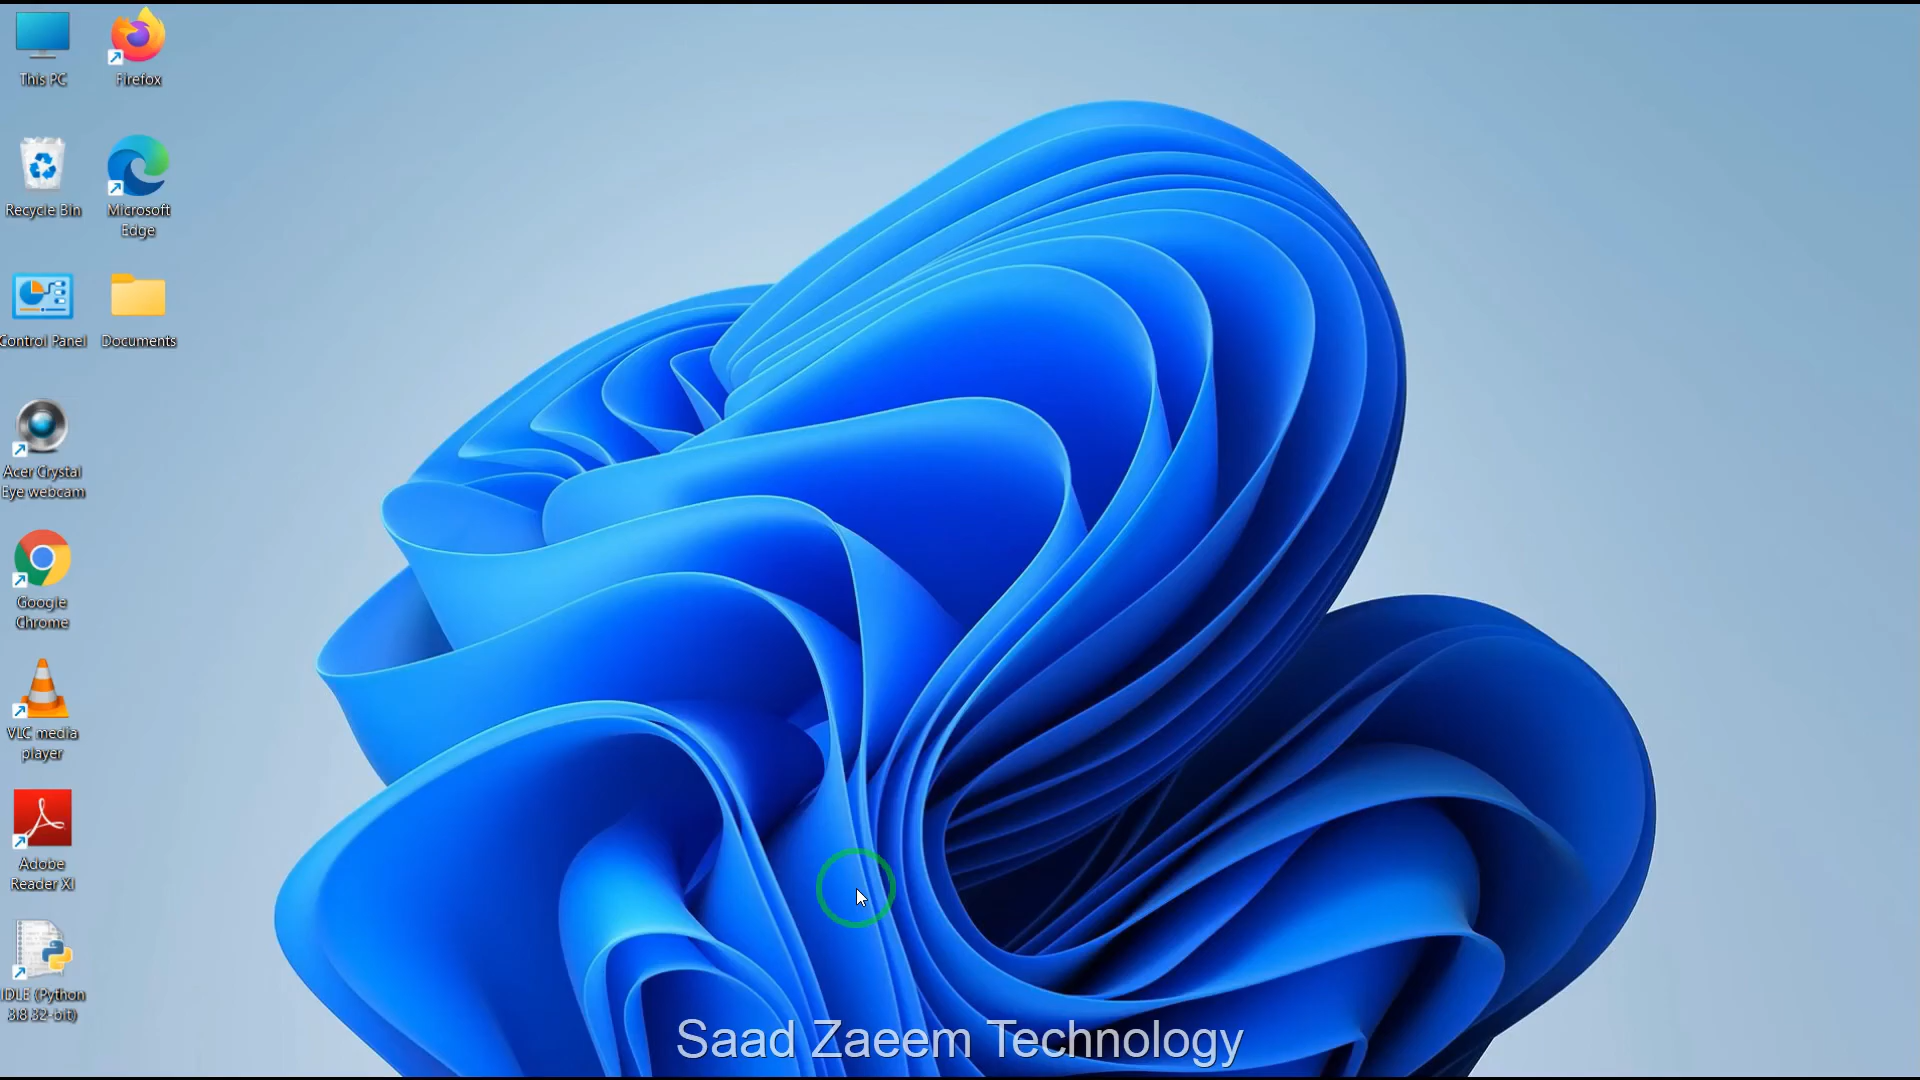 This PC
Firefox
Recycle Bin
Microsoft
Edge
Control Panel
Documents
Acer Crystal
Eye webcam
Google
Chrome
VLC media
player
Adobe
Reader XI
IDLE (Python
3.8 32-bit)
Saad Zaeem Technology